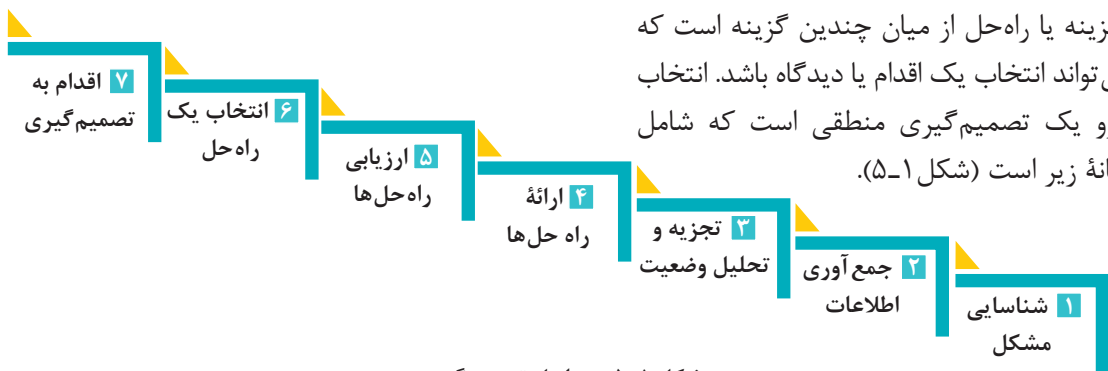 گزینه یا راه‌حل از میان چندین گزینه است که
می‌تواند انتخاب یک اقدام یا دیدگاه باشد. انتخاب
یک تصمیم‌گیری منطقی است که شامل
زیر است (شکل ۱ـ۵).
۱ شناسایی
مشکل
۲ جمع‌آوری
اطلاعات
۳ تجزیه و
تحلیل وضعیت
۴ ارائهٔ
راه حل‌ها
۵ ارزیابی
راه‌حل‌ها
۶ انتخاب یک
راه‌حل
۷ اقدام به
تصمیم‌گیری